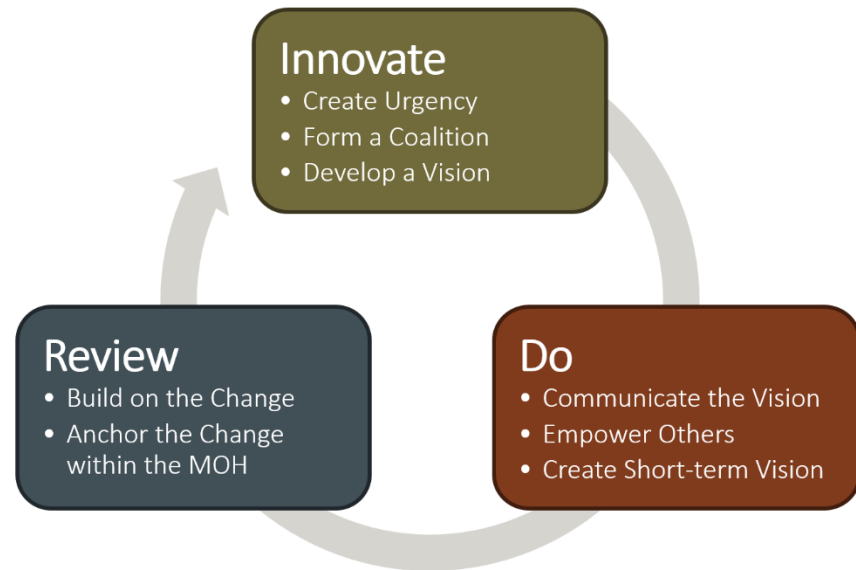 Innovate
• Create Urgency
• Form a Coalition
• Develop a Vision
Do
• Communicate the Vision
• Empower Others
• Create Short-term Vision
Review
• Build on the Change
• Anchor the Change
within the MOH